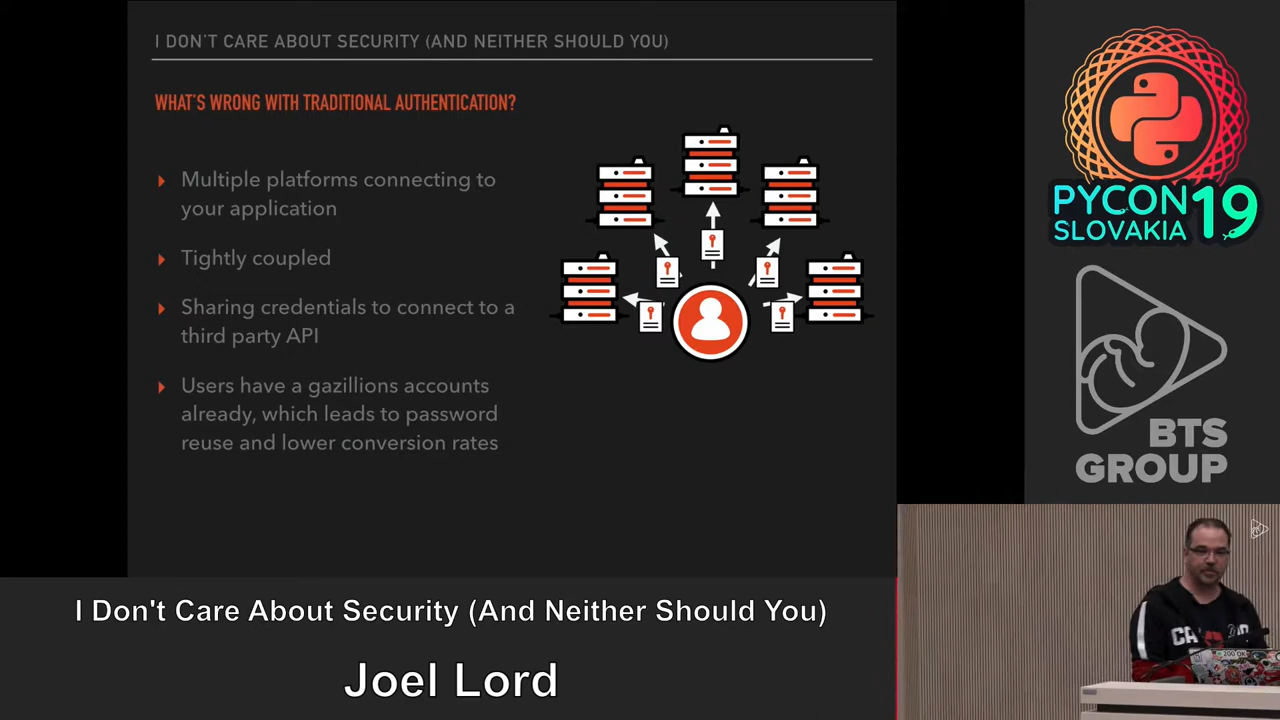 I DON'T CARE ABOUT SECURITY (AND NEITHER SHOULD YOU)
WHAT'S WRONG WITH TRADITIONAL AUTHENTICATION?
Multiple platforms connecting to
your application
Tightly coupled
Sharing credentials to connect to a
third party API
Users have a gazillions accounts
already, which leads to password
reuse and lower conversion rates
PYCON
SLOVAKIA
19
BTS
GROUP
I Don't Care About Security (And Neither Should You)
Joel Lord